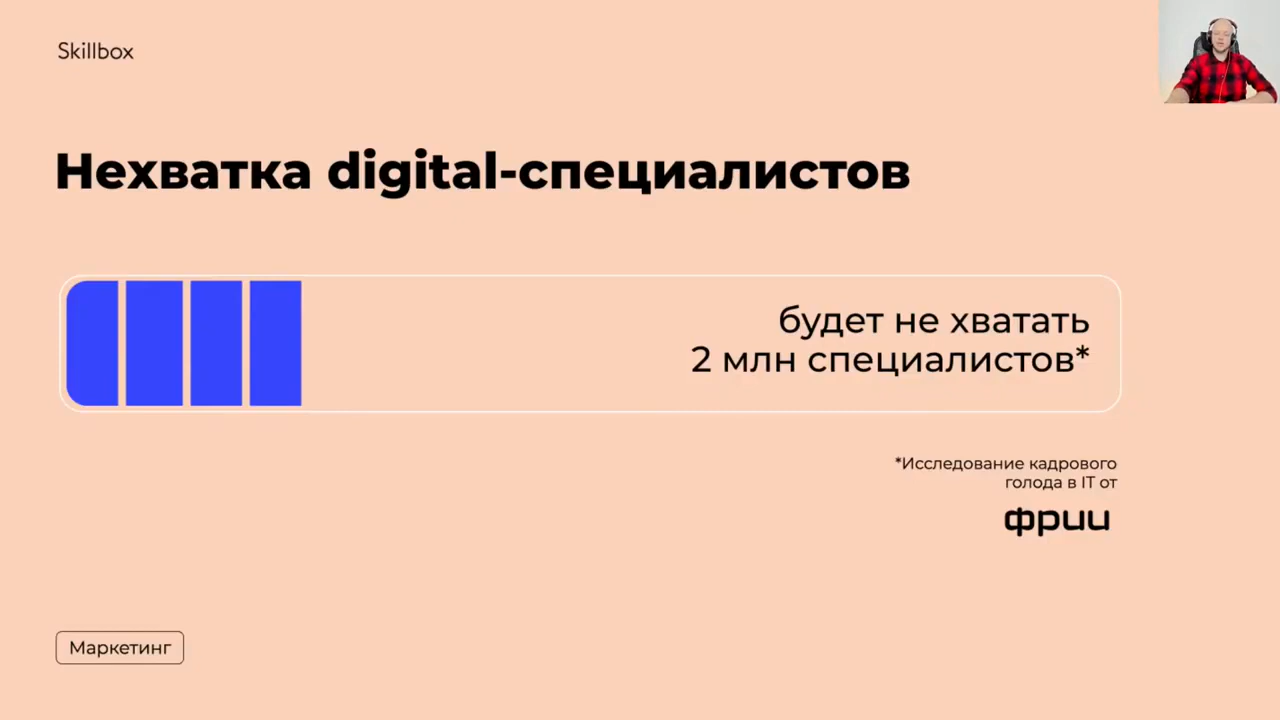 Skillbox
Нехватка digital-специалистов
будет не хватать
2 млн специалистов*
*Исследование кадрового
голода в IT от
фрии
Маркетинг